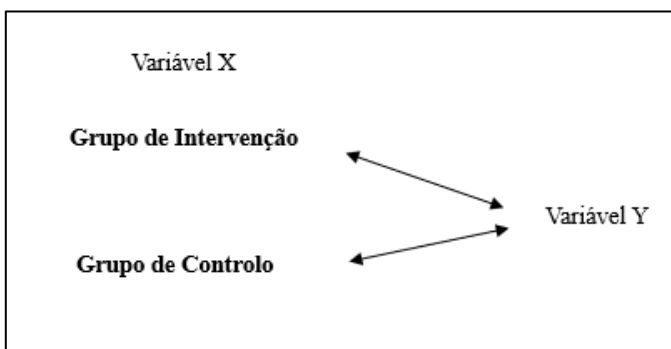 Variável X
Grupo de Intervenção
Variável Y
Grupo de Controlo